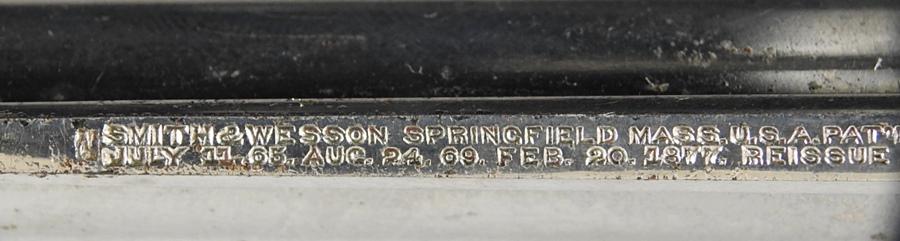 SMITH & WESSON SPRINGFIELD MASS. U.S.A. PAT'
JULY 11. 65. AUG. 24. 69. FEB. 20. 1877. REISSUE